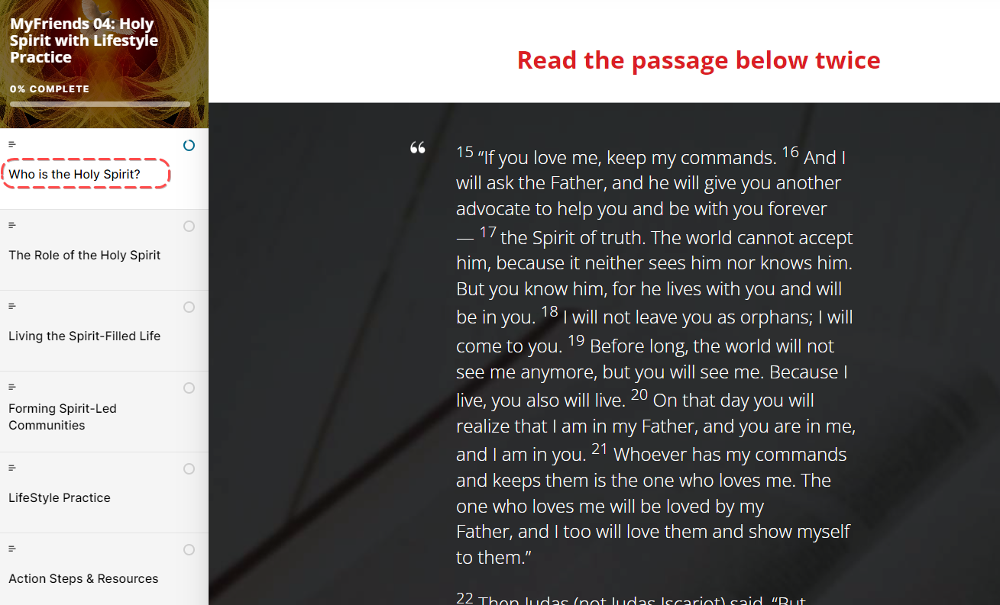 MyFriends 04: Holy
Spirit with Lifestyle
Practice
0% COMPLETE
Who is the Holy Spirit?
The Role of the Holy Spirit
Living the Spirit-Filled Life
Forming Spirit-Led
Communities
LifeStyle Practice
Action Steps & Resources
Read the passage below twice
“
15 “If you love me, keep my commands. 16 And I
will ask the Father, and he will give you another
advocate to help you and be with you forever
— 17 the Spirit of truth. The world cannot accept
him, because it neither sees him nor knows him.
But you know him, for he lives with you and will
be in you. 18 I will not leave you as orphans; I will
come to you. 19 Before long, the world will not
see me anymore, but you will see me. Because I
live, you also will live. 20 On that day you will
realize that I am in my Father, and you are in me,
and I am in you. 21 Whoever has my commands
and keeps them is the one who loves me. The
one who loves me will be loved by my
Father, and I too will love them and show myself
to them.”
22 Then Judas (not Judas Iscariot) said, “But